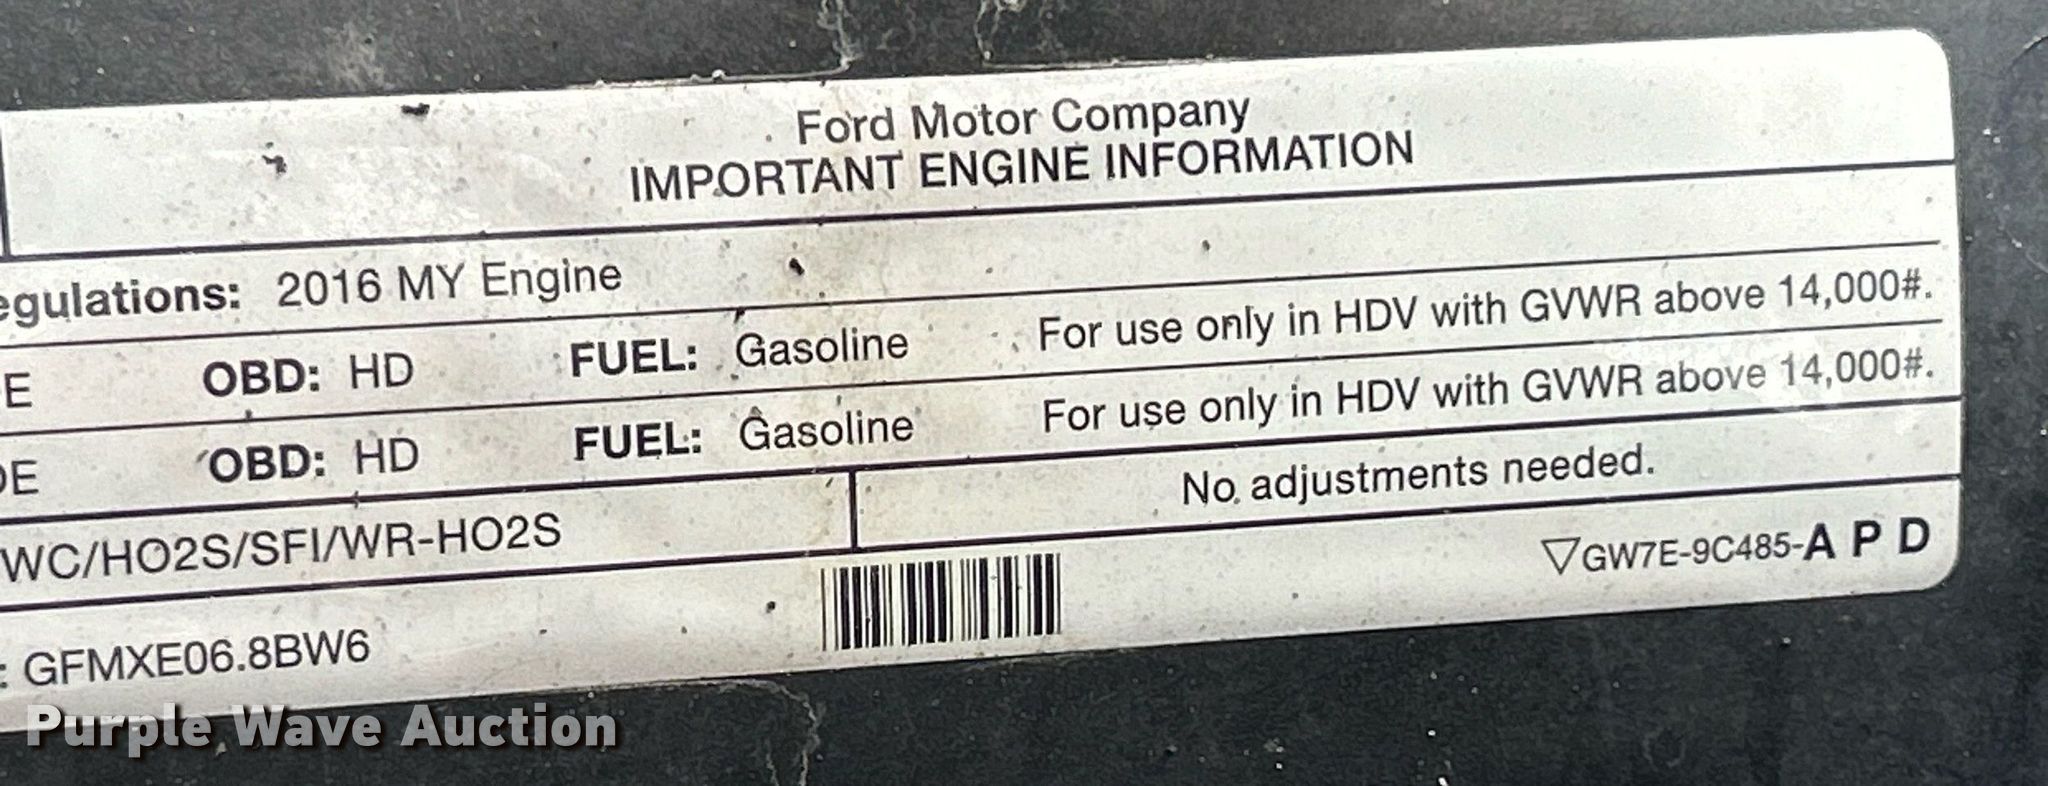 Ford Motor Company
IMPORTANT ENGINE INFORMATION
egulations: 2016 MY Engine
E OBD: HD FUEL: Gasoline For use only in HDV with GVWR above 14,000#.
DE OBD: HD FUEL: Gasoline For use only in HDV with GVWR above 14,000#.
WC/HO2S/SFI/WR-HO2S No adjustments needed.
: GFMXE06.8BW6 ▽GW7E-9C485-A P D
Purple Wave Auction